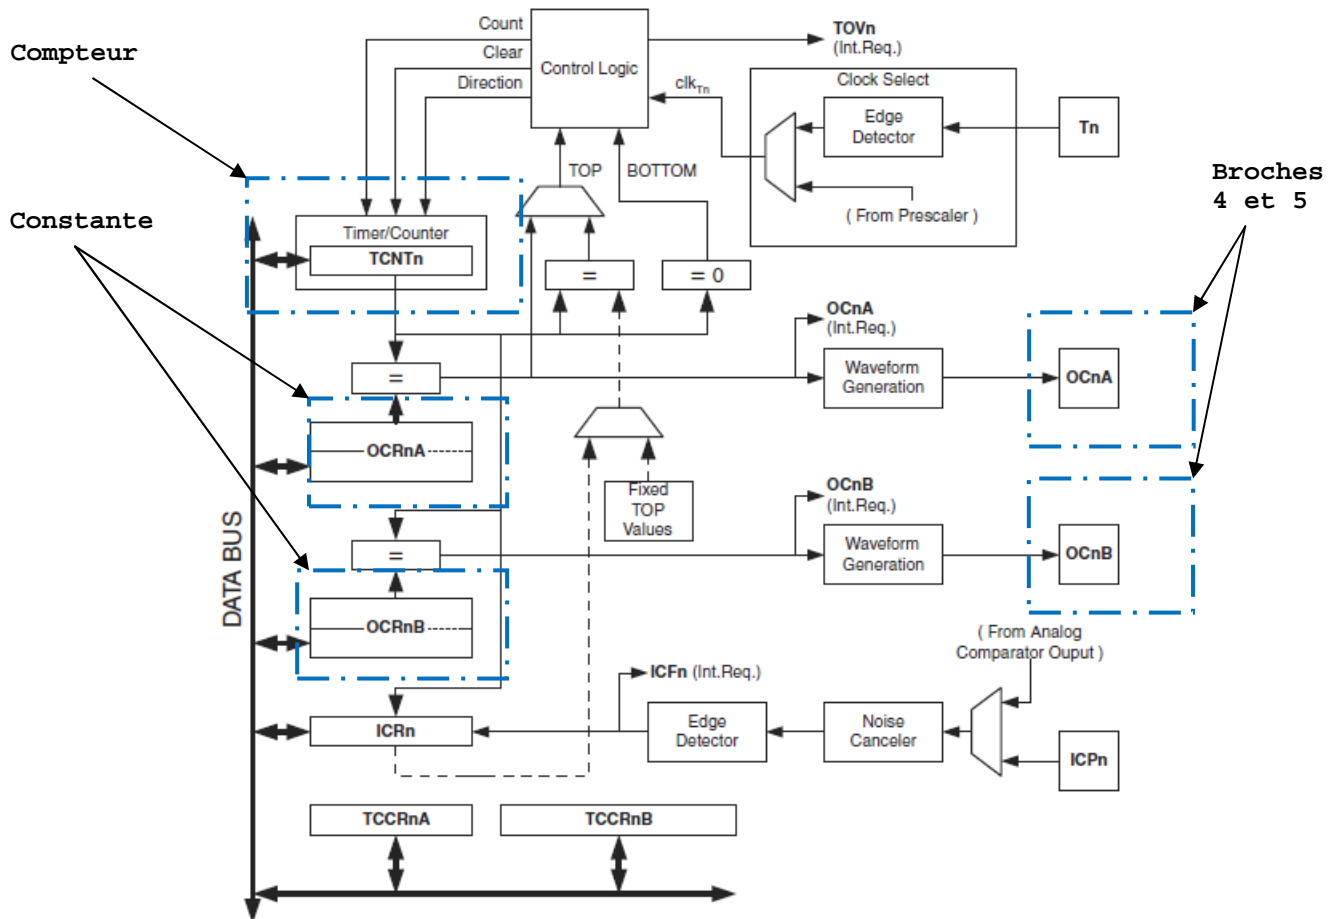 Compteur
Constante
Broches
4 et 5
Count
Clear
Direction
Control Logic
TOVn
(Int.Req.)
clkTn
Clock Select
Edge
Detector
Tn
( From Prescaler )
TOP
BOTTOM
Timer/Counter
TCNTn
=
= 0
OCnA
(Int.Req.)
=
Waveform
Generation
OCnA
OCRnA
Fixed
TOP
Values
OCnB
(Int.Req.)
=
Waveform
Generation
OCnB
OCRnB
DATA BUS
( From Analog
Comparator Ouput )
ICFn (Int.Req.)
ICRn
Edge
Detector
Noise
Canceler
ICPn
TCCRnA
TCCRnB